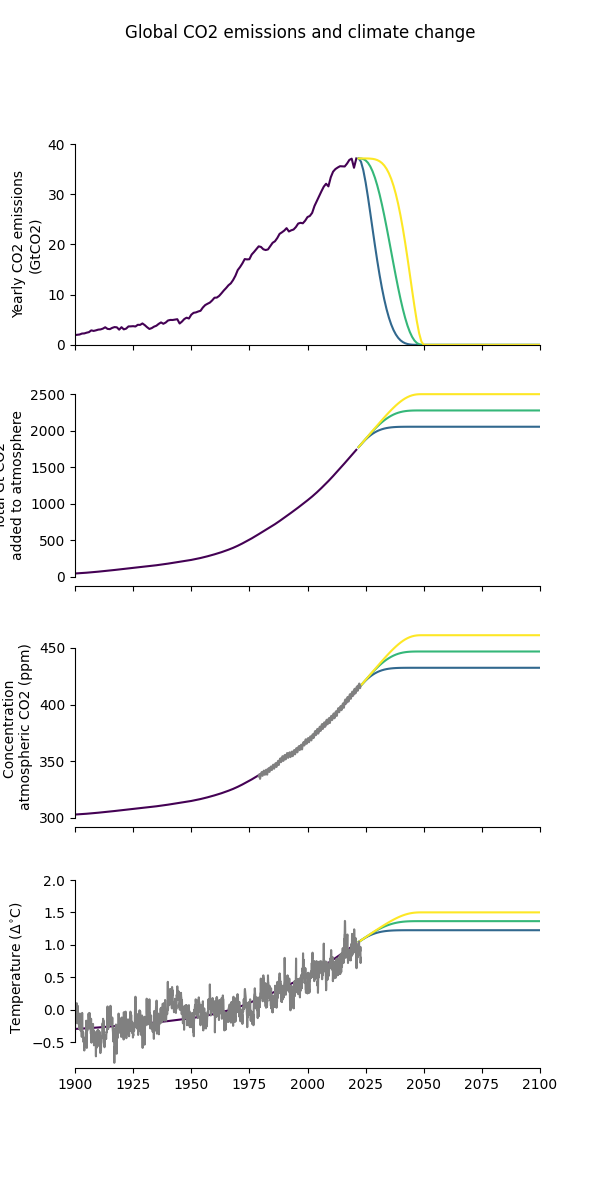 Global CO2 emissions and climate change
40
30
20
10
0
Yearly CO2 emissions
(GtCO2)
2500
2000
1500
1000
500
0
added to atmosphere
450
400
350
300
Concentration
atmospheric CO2 (ppm)
2.0
1.5
1.0
0.5
0.0
−0.5
Temperature (Δ°C)
1900 1925 1950 1975 2000 2025 2050 2075 2100